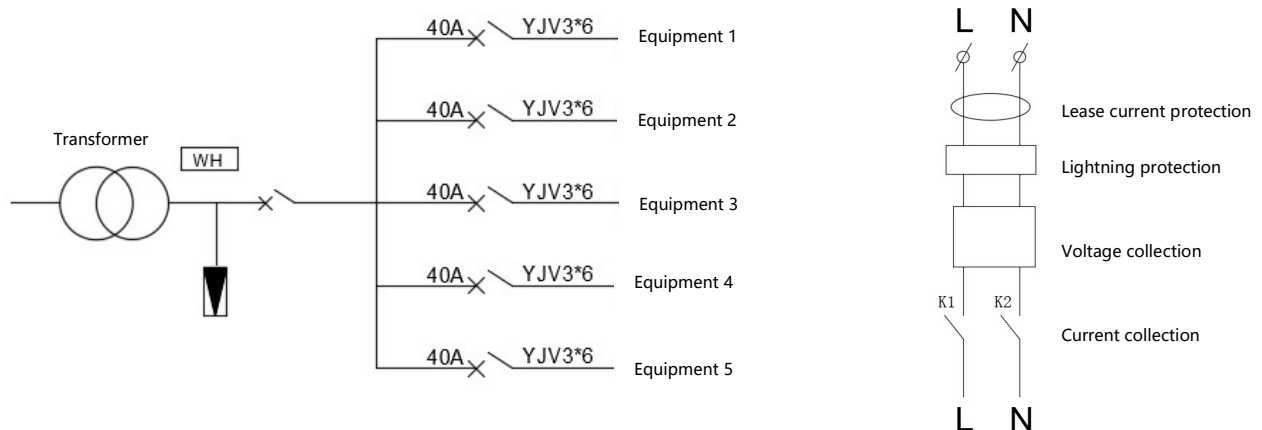 40A YJV3*6 Equipment 1
40A YJV3*6 Equipment 2
Transformer
WH
40A YJV3*6 Equipment 3
40A YJV3*6 Equipment 4
40A YJV3*6 Equipment 5
L N
Lease current protection
Lightning protection
Voltage collection
K1 K2
Current collection
L N